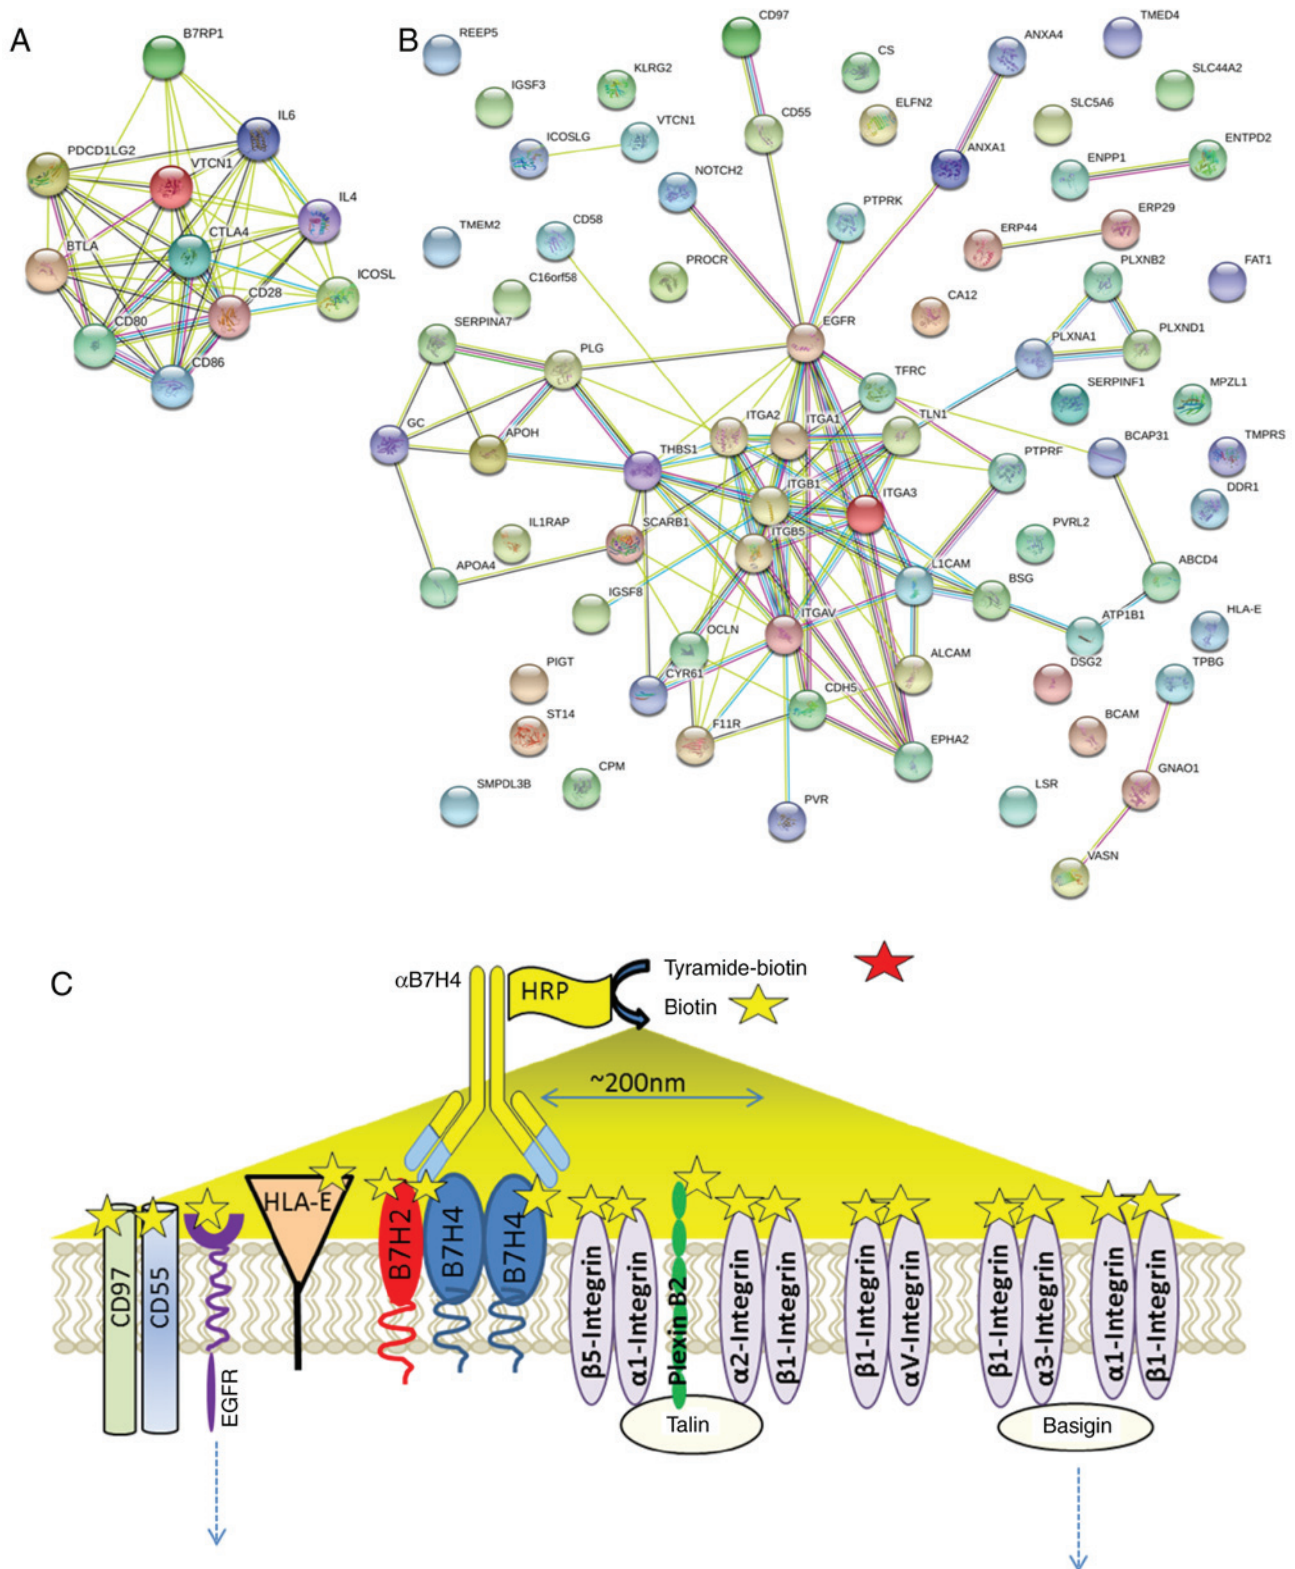 A
B7RP1
IL6
PDCD1LG2
VTCN1
IL4
BTLA
CTLA4
ICOSL
CD28
CD80
CD86
B
REEP5
CD97
ANXA4
TMED4
CS
IGSF3
KLRG2
SLC44A2
CD55
ELFN2
SLC5A6
ICOSLG
VTCN1
ANXA1
ENPP1
ENTPD2
NOTCH2
PTPRK
TMEM2
CD58
ERP44
ERP29
PROCR
PLXNB2
FAT1
C16orf58
CA12
SERPINA7
PLG
EGFR
PLXNA1
PLXND1
TFRC
SERPINF1
MPZL1
GC
APOH
THBS1
ITGA2
ITGA1
TLN1
PTPRF
BCAP31
TMPRS
ITGB1
ITGA3
DDR1
IL1RAP
SCARB1
ITGB5
PVRL2
APOA4
IGSF8
L1CAM
BSG
ABCD4
ITGAV
ATP1B1
HLA-E
OCLN
ALCAM
PIGT
CYR61
CDH5
DSG2
TPBG
ST14
F11R
EPHA2
BCAM
SMPDL3B
CPM
PVR
LSR
GNAO1
VASN
C
αB7H4
HRP
Tyramide-biotin
Biotin
~200nm
CD97
CD55
EGFR
HLA-E
B7H2
B7H4
B7H4
β5-Integrin
α1-Integrin
Plexin B2
α2-Integrin
β1-Integrin
β1-Integrin
αV-Integrin
β1-Integrin
α3-Integrin
α1-Integrin
β1-Integrin
Talin
Basigin